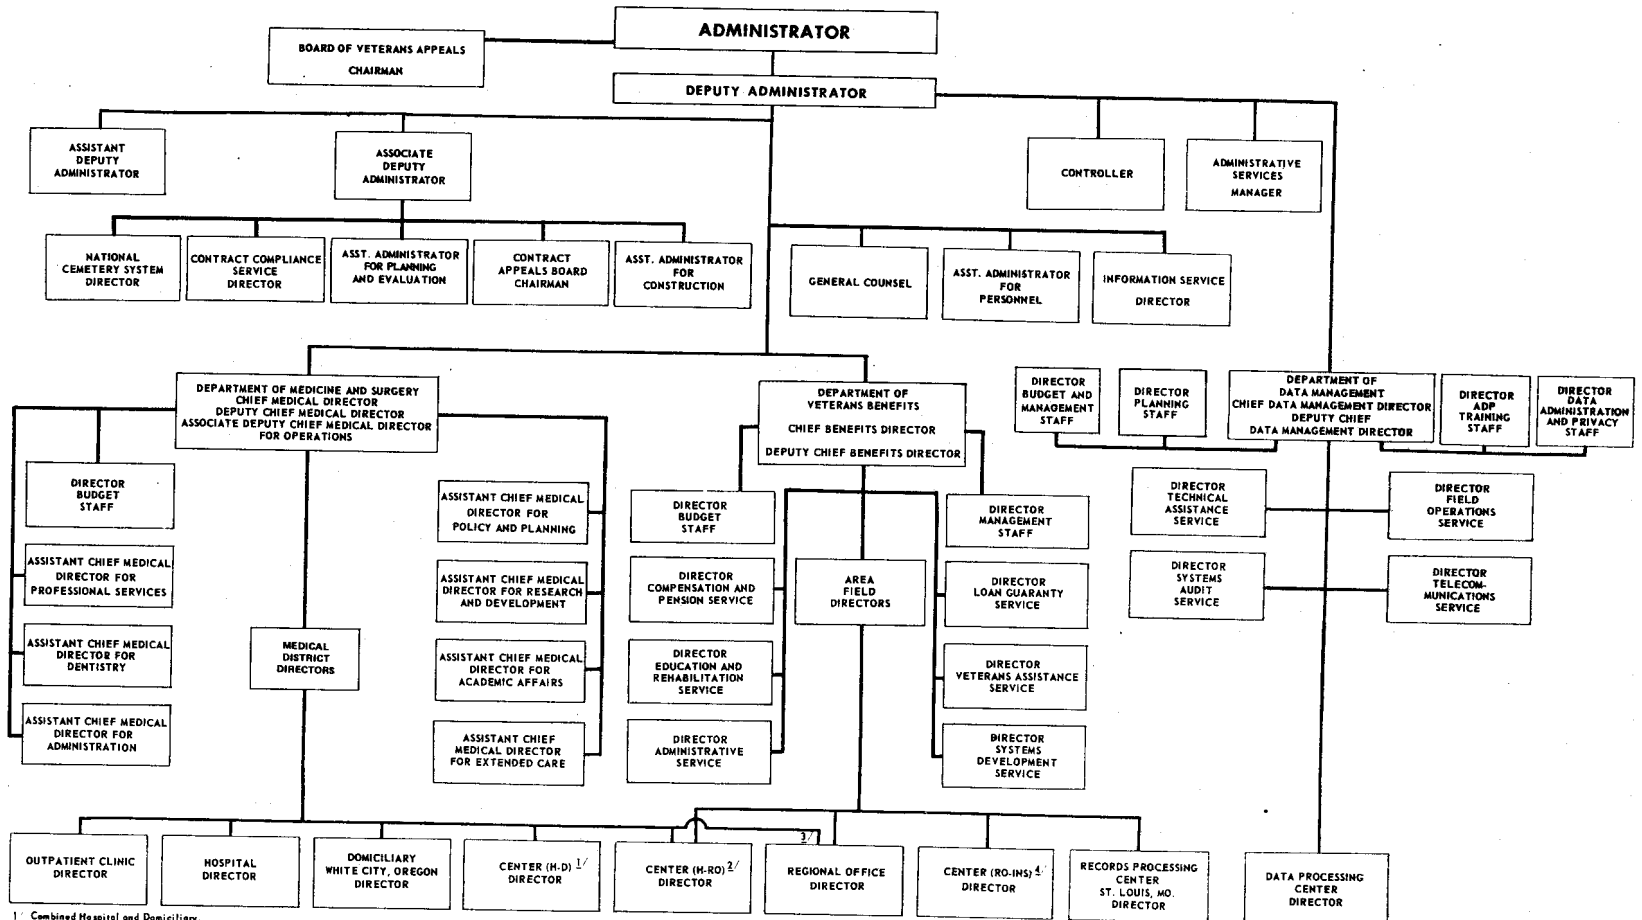 ADMINISTRATOR
BOARD OF VETERANS APPEALS
CHAIRMAN
DEPUTY ADMINISTRATOR
ASSISTANT
DEPUTY
ADMINISTRATOR
ASSOCIATE
DEPUTY
ADMINISTRATOR
CONTROLLER
ADMINISTRATIVE
SERVICES
MANAGER
NATIONAL
CEMETERY SYSTEM
DIRECTOR
CONTRACT COMPLIANCE
SERVICE
DIRECTOR
ASST. ADMINISTRATOR
FOR PLANNING
AND EVALUATION
CONTRACT
APPEALS BOARD
CHAIRMAN
ASST. ADMINISTRATOR
FOR
CONSTRUCTION
GENERAL COUNSEL
ASST. ADMINISTRATOR
FOR
PERSONNEL
INFORMATION SERVICE
DIRECTOR
DEPARTMENT OF MEDICINE AND SURGERY
CHIEF MEDICAL DIRECTOR
DEPUTY CHIEF MEDICAL DIRECTOR
ASSOCIATE DEPUTY CHIEF MEDICAL DIRECTOR
FOR OPERATIONS
DEPARTMENT OF
VETERANS BENEFITS
CHIEF BENEFITS DIRECTOR
DEPUTY CHIEF BENEFITS DIRECTOR
DIRECTOR
BUDGET AND
MANAGEMENT
STAFF
DIRECTOR
PLANNING
STAFF
DEPARTMENT OF
DATA MANAGEMENT
CHIEF DATA MANAGEMENT DIRECTOR
DEPUTY CHIEF
DATA MANAGEMENT DIRECTOR
DIRECTOR
ADP
TRAINING
STAFF
DIRECTOR
DATA
ADMINISTRATION
AND PRIVACY
STAFF
DIRECTOR
BUDGET
STAFF
ASSISTANT CHIEF MEDICAL
DIRECTOR FOR
PROFESSIONAL SERVICES
ASSISTANT CHIEF MEDICAL
DIRECTOR FOR
DENTISTRY
ASSISTANT CHIEF MEDICAL
DIRECTOR FOR
ADMINISTRATION
MEDICAL
DISTRICT
DIRECTORS
ASSISTANT CHIEF MEDICAL
DIRECTOR FOR
POLICY AND PLANNING
ASSISTANT CHIEF MEDICAL
DIRECTOR FOR RESEARCH
AND DEVELOPMENT
ASSISTANT CHIEF MEDICAL
DIRECTOR FOR
ACADEMIC AFFAIRS
ASSISTANT CHIEF
MEDICAL DIRECTOR
FOR EXTENDED CARE
DIRECTOR
BUDGET
STAFF
DIRECTOR
COMPENSATION AND
PENSION SERVICE
DIRECTOR
EDUCATION AND
REHABILITATION
SERVICE
DIRECTOR
ADMINISTRATIVE
SERVICE
AREA
FIELD
DIRECTORS
DIRECTOR
MANAGEMENT
STAFF
DIRECTOR
LOAN GUARANTY
SERVICE
DIRECTOR
VETERANS ASSISTANCE
SERVICE
DIRECTOR
SYSTEMS
DEVELOPMENT
SERVICE
DIRECTOR
TECHNICAL
ASSISTANCE
SERVICE
DIRECTOR
FIELD
OPERATIONS
SERVICE
DIRECTOR
SYSTEMS
AUDIT
SERVICE
DIRECTOR
TELECOM-
MUNICATIONS
SERVICE
OUTPATIENT CLINIC
DIRECTOR
HOSPITAL
DIRECTOR
DOMICILIARY
WHITE CITY, OREGON
DIRECTOR
CENTER (H-D) 1/
DIRECTOR
CENTER (H-RO) 2/
DIRECTOR
3/
REGIONAL OFFICE
DIRECTOR
CENTER (RO-INS) 4/
DIRECTOR
RECORDS PROCESSING
CENTER
ST. LOUIS, MO.
DIRECTOR
DATA PROCESSING
CENTER
DIRECTOR
1/ Combined Hospital and Domiciliary.